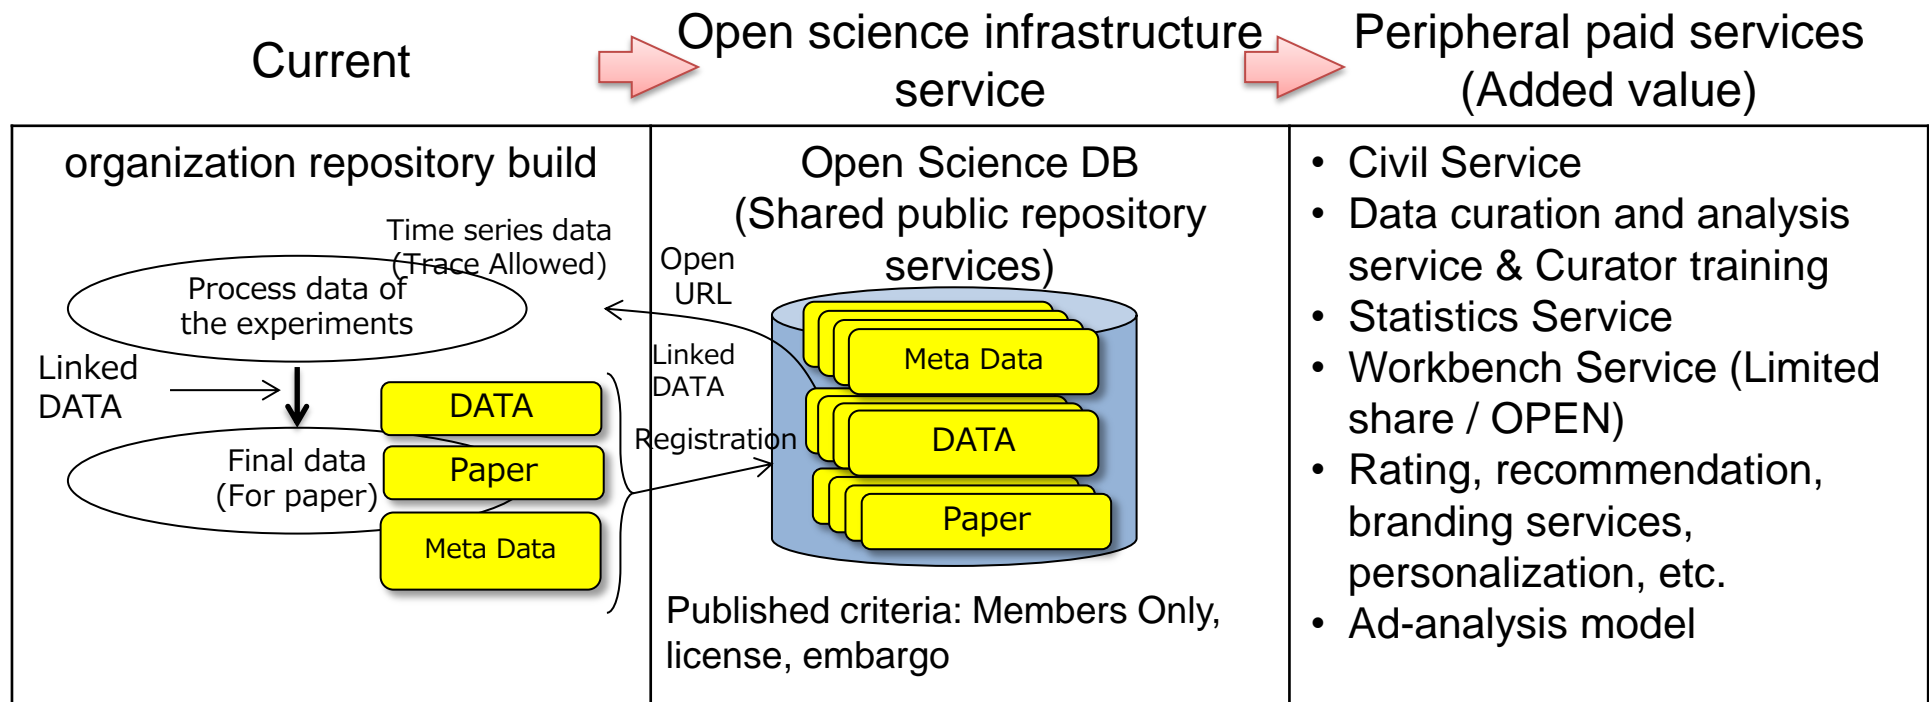 Current
Open science infrastructure
service
Peripheral paid services
(Added value)
organization repository build
Time series data
(Trace Allowed)
Process data of
the experiments
Linked
DATA
DATA
Final data
(For paper)
Paper
Meta Data
Open Science DB
(Shared public repository
services)
Open
URL
Linked
DATA
Registration
Meta Data
DATA
Paper
Published criteria: Members Only,
license, embargo
• Civil Service
• Data curation and analysis
service & Curator training
• Statistics Service
• Workbench Service (Limited
share / OPEN)
• Rating, recommendation,
branding services,
personalization, etc.
• Ad-analysis model